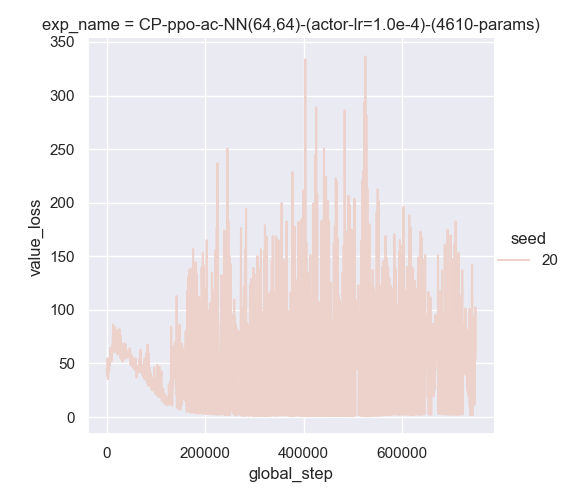 exp_name = CP-ppo-ac-NN(64,64)-(actor-lr=1.0e-4)-(4610-params)
350
300
250
200
150
100
50
0
value_loss
0 200000 400000 600000
global_step
seed
20